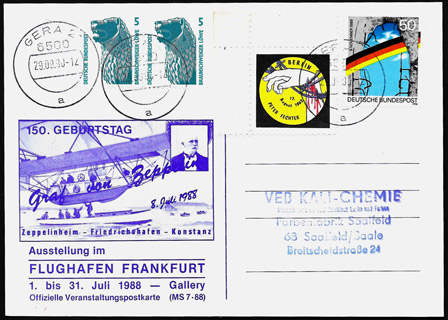 GERA 2
6500
29.09.90-12
a
a
a
5
DEUTSCHE BUNDESPOST
BRAUNSCHWEIGER LÖWE
5
DEUTSCHE BUNDESPOST
BRAUNSCHWEIGER LÖWE
BERLIN
17.
PETER FECHTER
50
DEUTSCHE BUNDESPOST
150. GEBURTSTAG
Graf von Zeppelin
8. Juli 1988
Zeppelinheim - Friedrichshafen - Konstanz
Ausstellung im
FLUGHAFEN FRANKFURT
1. bis 31. Juli 1988 — Gallery
Offizielle Veranstaltungspostkarte (MS 7-88)
VEB KALI-CHEMIE
Farbenfabrik Saalfeld
68 Saalfeld/Saale
Breitscheidstraße 24